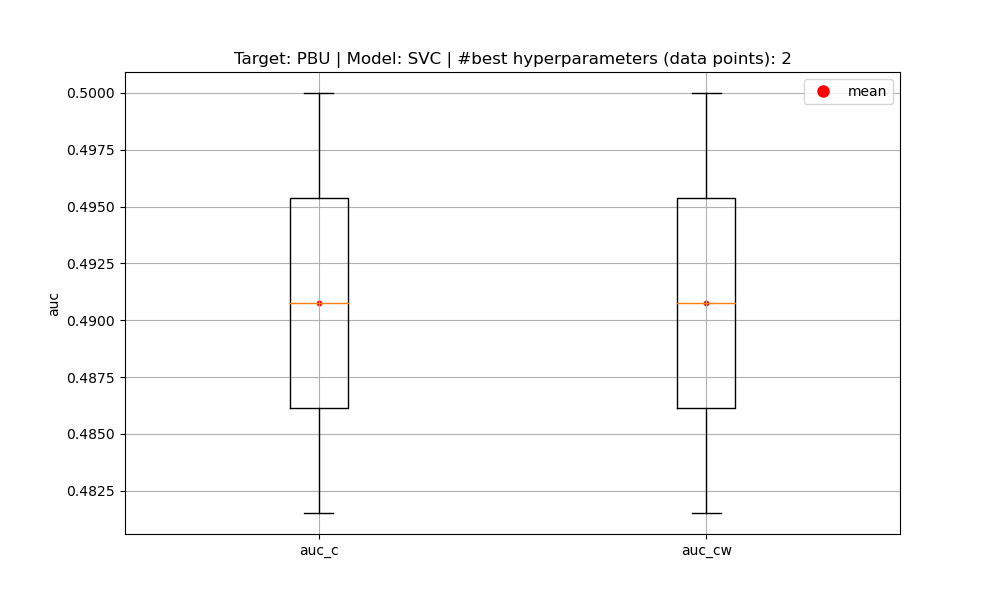 Target: PBU | Model: SVC | #best hyperparameters (data points): 2
mean
0.5000
0.4975
0.4950
0.4925
0.4900
0.4875
0.4850
0.4825
auc
auc_c
auc_cw